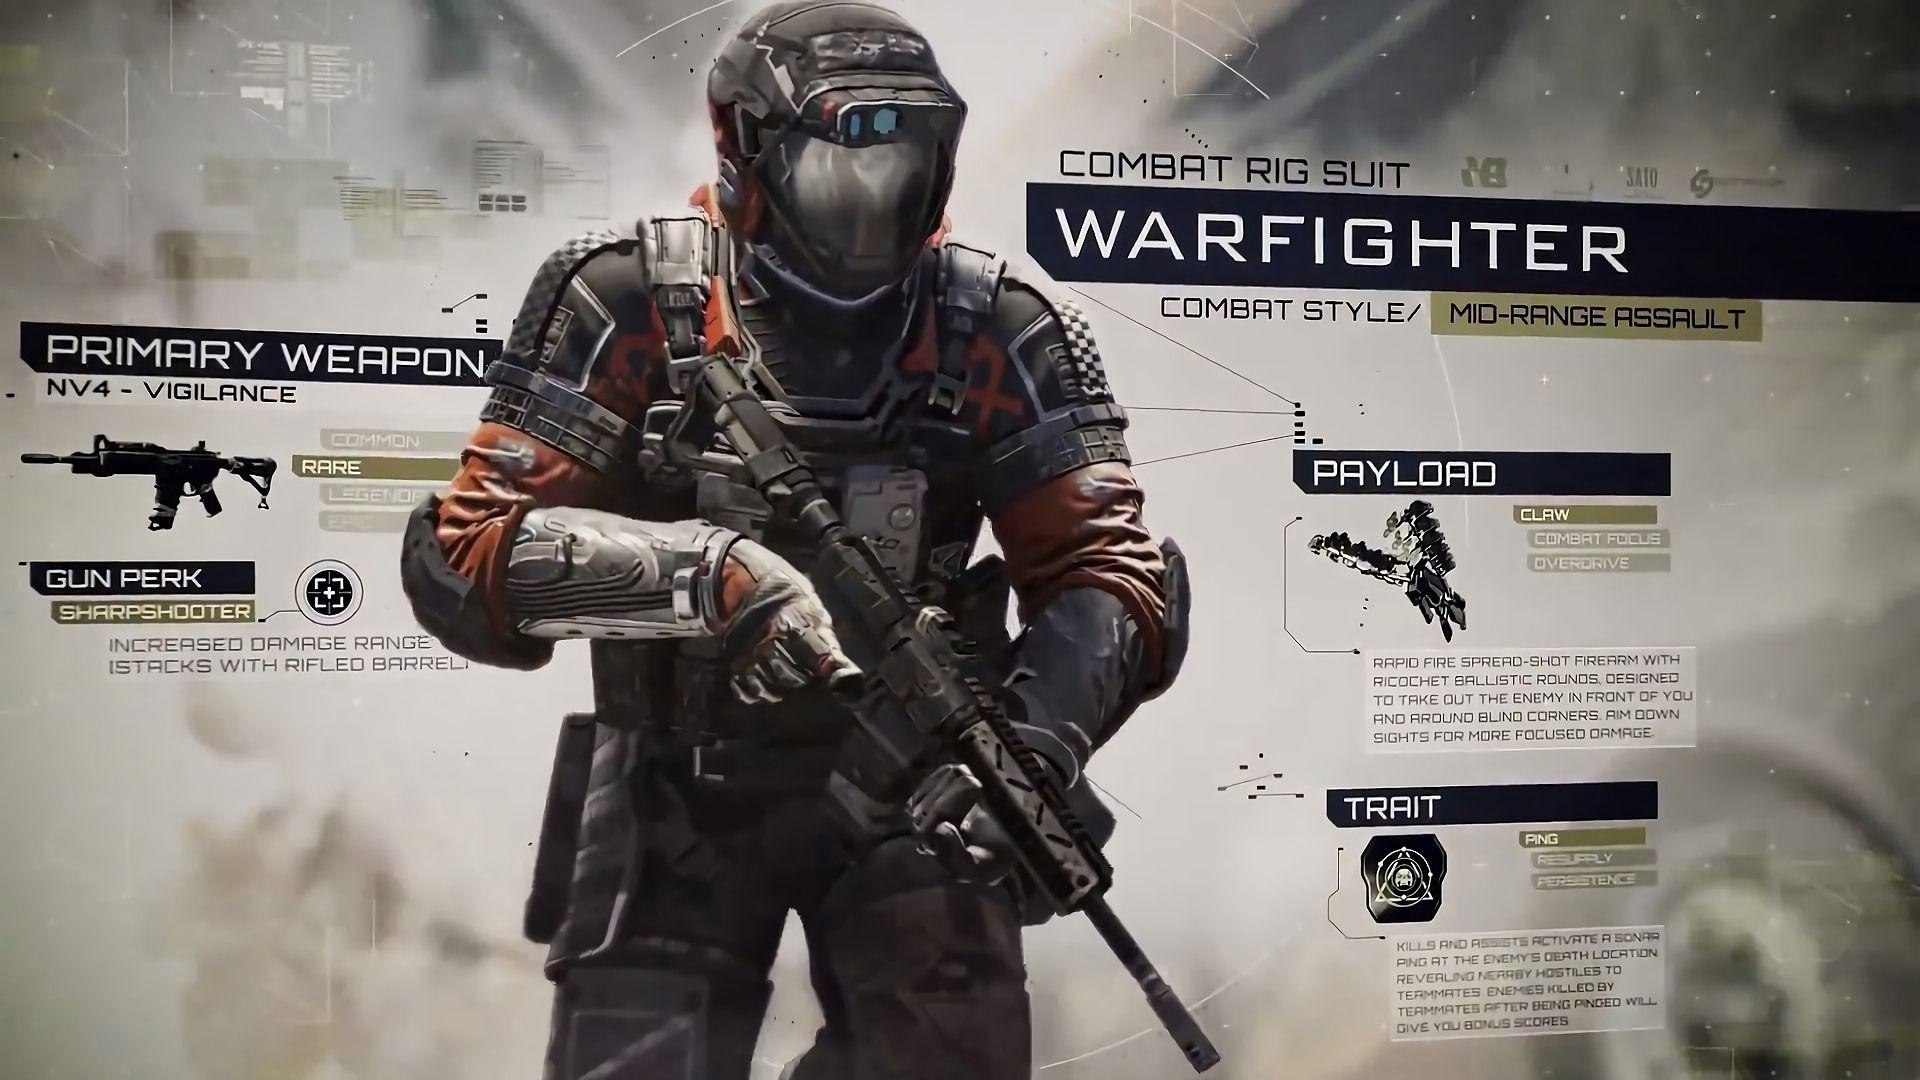 COMBAT RIG SUIT
SATO
WARFIGHTER
COMBAT STYLE/ MID-RANGE ASSAULT
PRIMARY WEAPON
NV4 - VIGILANCE
COMMON
RARE
EPIC
GUN PERK
SHARPSHOOTER
INCREASED DAMAGE RANGE
(STACKS WITH RIFLED BARREL)
PAYLOAD
CLAW
COMBAT FOCUS
OVERDRIVE
RAPID FIRE SPREAD-SHOT FIREARM WITH
RICOCHET BALLISTIC ROUNDS, DESIGNED
TO TAKE OUT THE ENEMY IN FRONT OF YOU
AND AROUND BLIND CORNERS. AIM DOWN
SIGHTS FOR MORE FOCUSED DAMAGE.
TRAIT
PING
RESUPPLY
PERSISTENCE
KILLS AND ASSISTS ACTIVATE A SONAR
PING AT THE ENEMY'S DEATH LOCATION
REVEALING NEARBY HOSTILES TO
TEAMMATES. ENEMIES KILLED BY
TEAMMATES AFTER BEING PINGED WILL
GIVE YOU BONUS SCORES